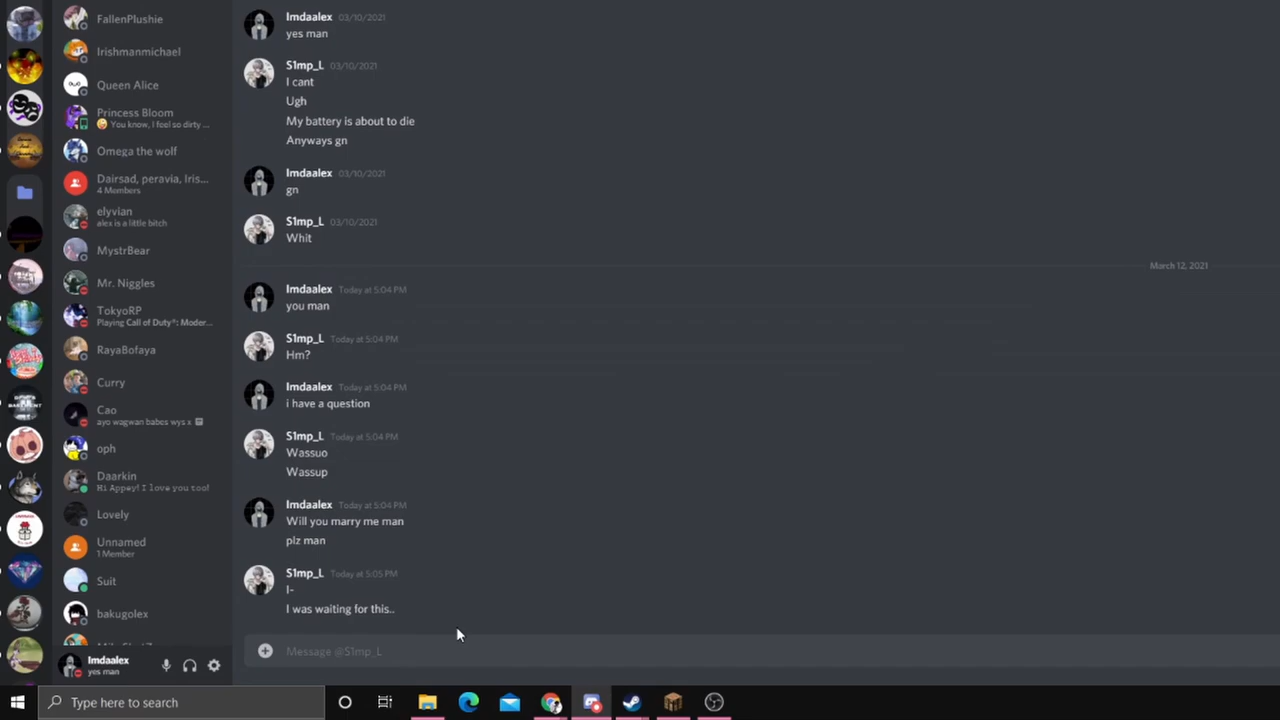 FallenPlushie
Irishmanmichael
Queen Alice
Princess Bloom
You know, I feel so dirty ...
Omega the wolf
Dairsad, peravia, Iris...
4 Members
elyvian
alex is a little bitch
MystrBear
Mr. Niggles
TokyoRP
Playing Call of Duty®: Moder...
RayaBofaya
Curry
Cao
ayo wagwan babes wys x
oph
Daarkin
Hi Appey! I love you too!
Lovely
Unnamed
1 Member
Suit
bakugolex
Imdaalex
yes man
Imdaalex 03/10/2021
yes man
S1mp_L 03/10/2021
I cant
Ugh
My battery is about to die
Anyways gn
Imdaalex 03/10/2021
gn
S1mp_L 03/10/2021
Whit
March 12, 2021
Imdaalex Today at 5:04 PM
you man
S1mp_L Today at 5:04 PM
Hm?
Imdaalex Today at 5:04 PM
i have a question
S1mp_L Today at 5:04 PM
Wassuo
Wassup
Imdaalex Today at 5:04 PM
Will you marry me man
plz man
S1mp_L Today at 5:05 PM
I-
I was waiting for this..
Message @S1mp_L
Type here to search